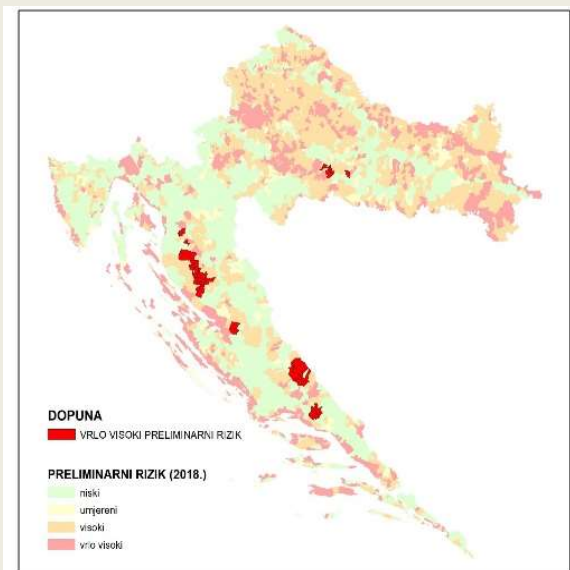 DOPUNA
VRLO VISOKI PRELIMINARNI RIZIK
PRELIMINARNI RIZIK (2018.)
niski
umjereni
visoki
vrlo visoki